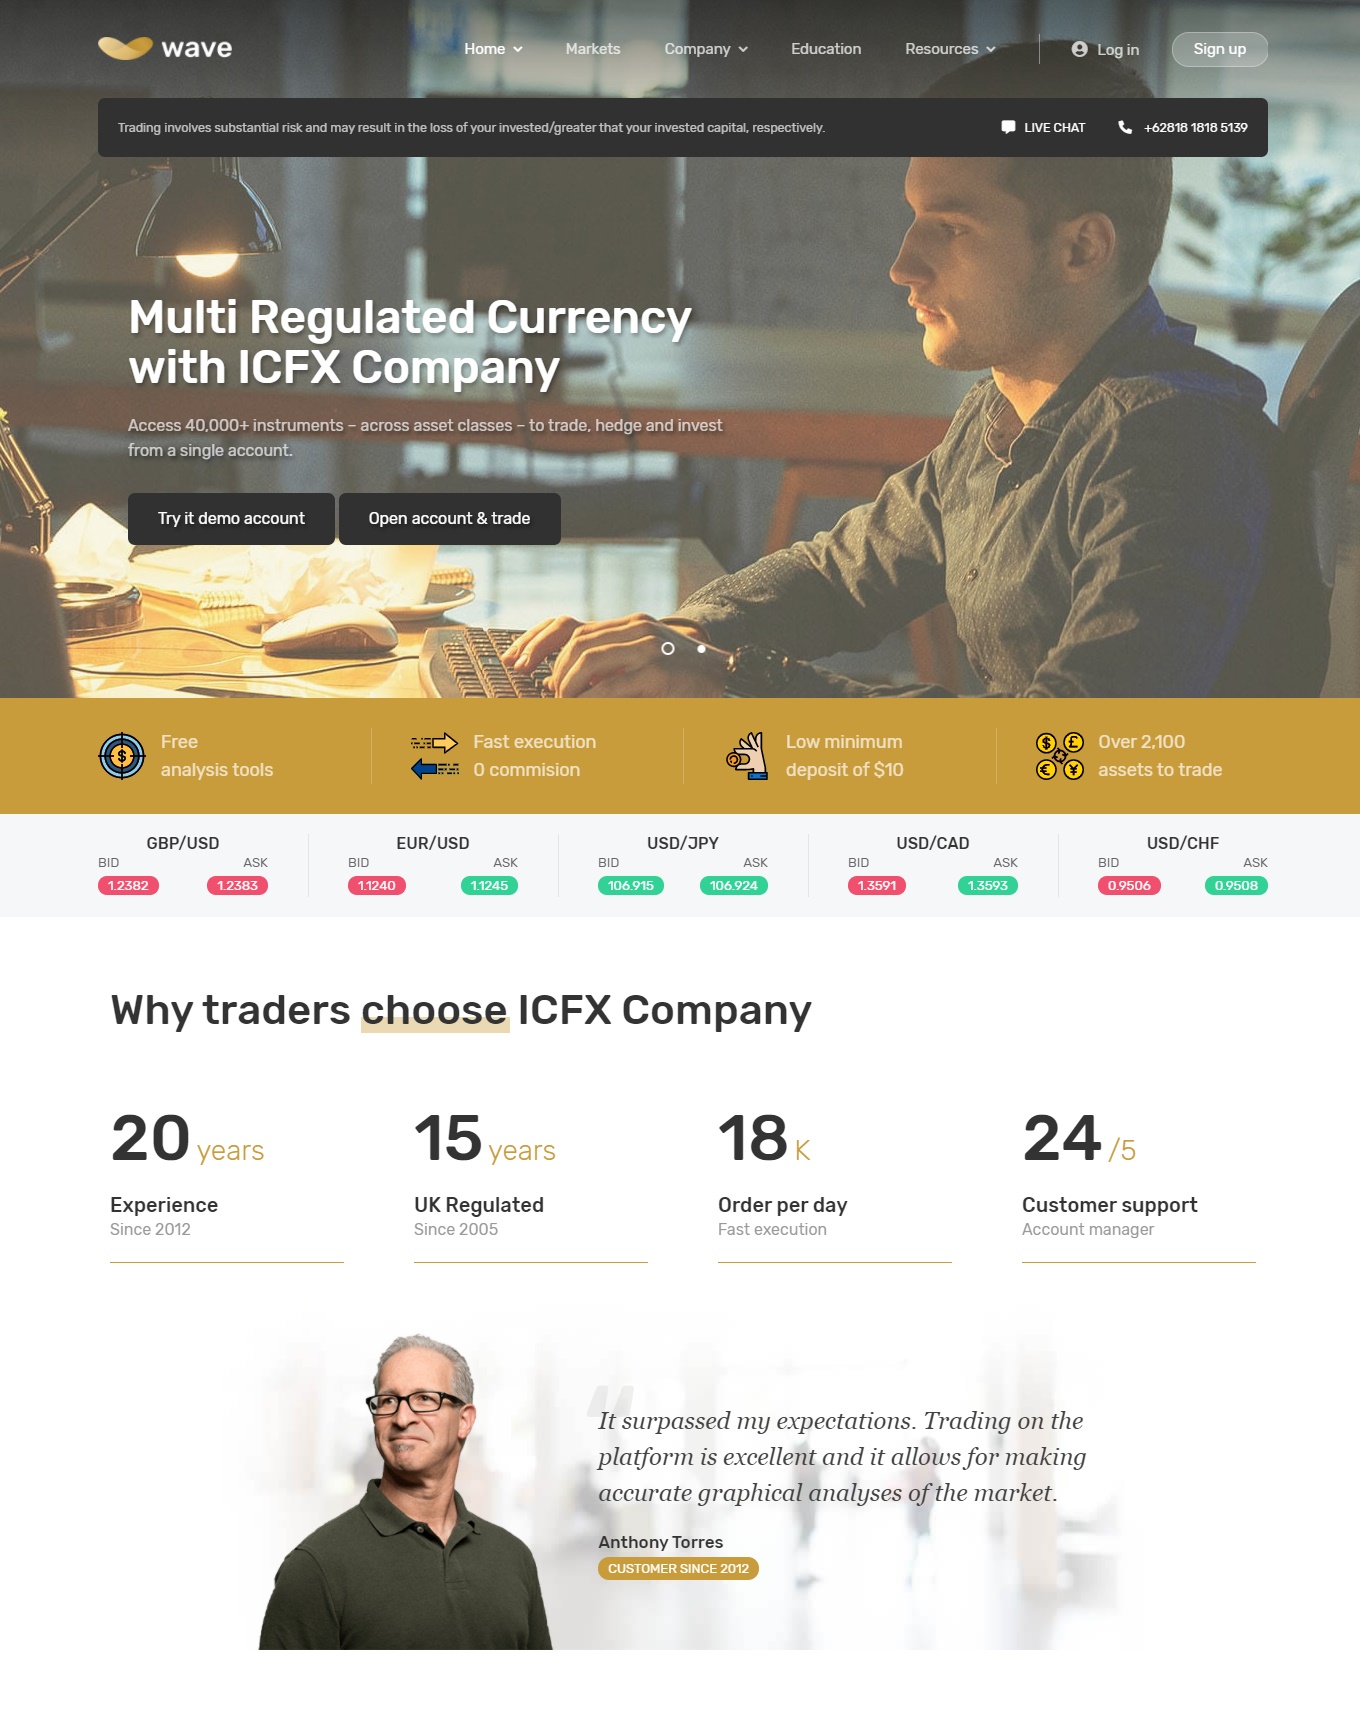 wave
Home Markets Company Education Resources Log in Sign up
Trading involves substantial risk and may result in the loss of your invested/greater that your invested capital, respectively. LIVE CHAT +62818 1818 5139
Multi Regulated Currency
with ICFX Company
Access 40,000+ instruments – across asset classes – to trade, hedge and invest
from a single account.
Try it demo account Open account & trade
Free
analysis tools
Fast execution
0 commision
Low minimum
deposit of $10
Over 2,100
assets to trade
GBP/USD
BID ASK
1.2382 1.2383
EUR/USD
BID ASK
1.1240 1.1245
USD/JPY
BID ASK
106.915 106.924
USD/CAD
BID ASK
1.3591 1.3593
USD/CHF
BID ASK
0.9506 0.9508
Why traders choose ICFX Company
20 years
Experience
Since 2012
15 years
UK Regulated
Since 2005
18 K
Order per day
Fast execution
24 /5
Customer support
Account manager
"It surpassed my expectations. Trading on the
platform is excellent and it allows for making
accurate graphical analyses of the market.
Anthony Torres
CUSTOMER SINCE 2012